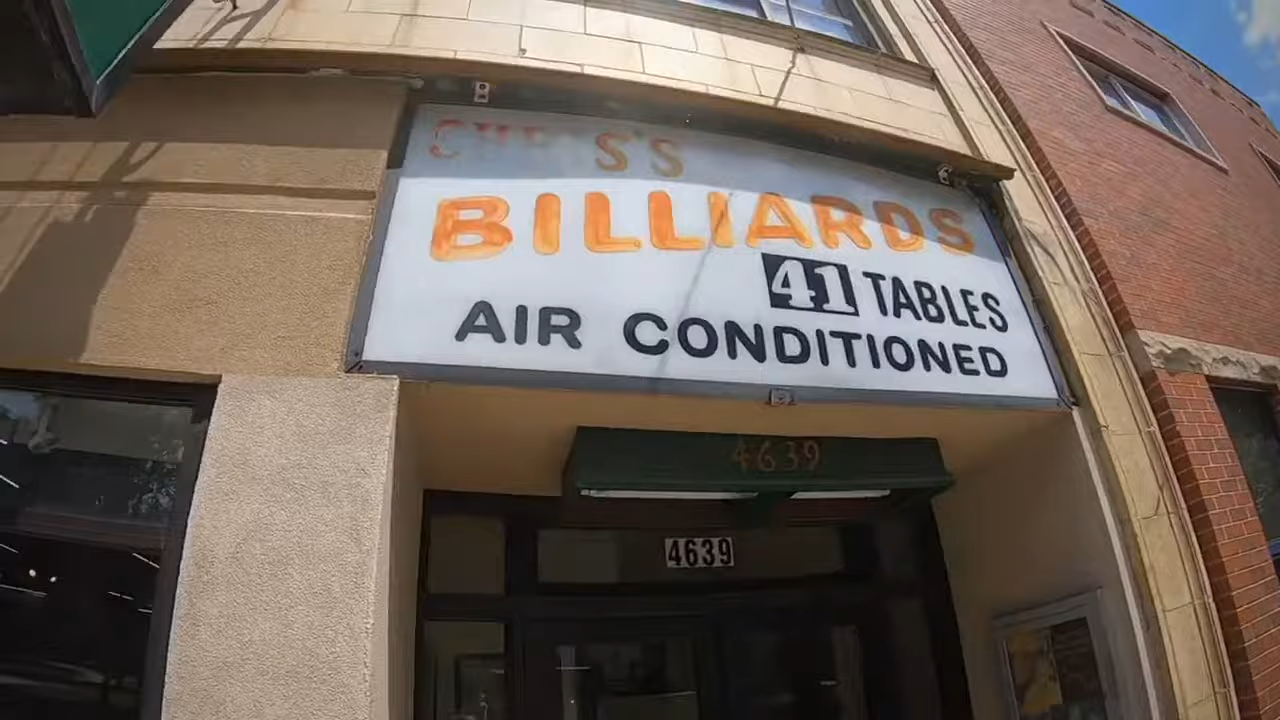 S'S
BILLIARDS
41 TABLES
AIR CONDITIONED
4639
4639